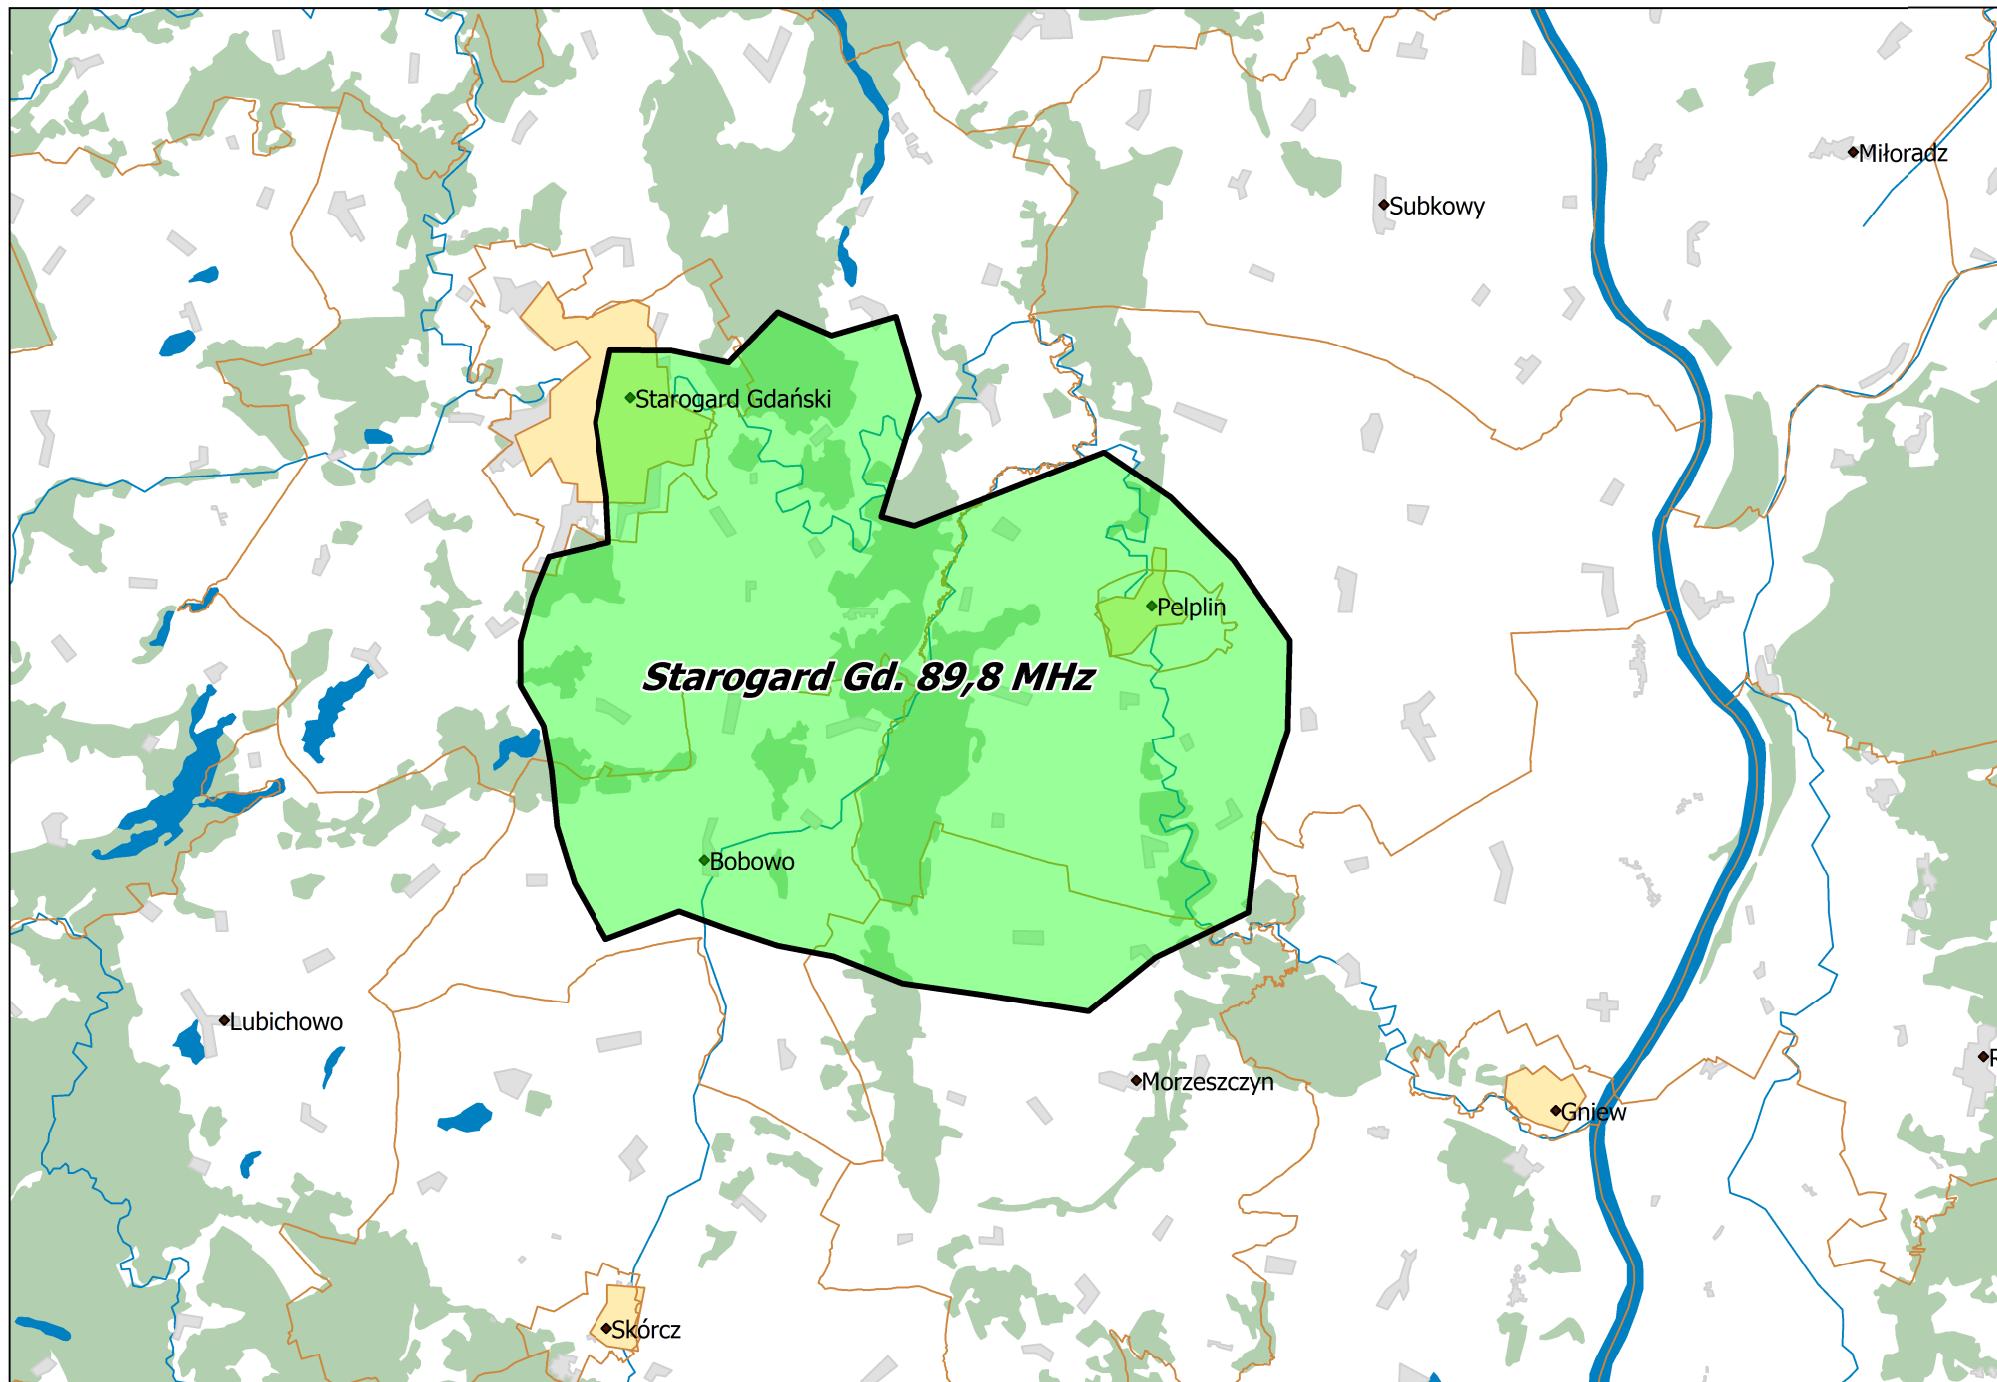 Miłoradz
Subkowy
Starogard Gdański
Pelplin
Starogard Gd. 89,8 MHz
Bobowo
Lubichowo
R
Morzeszczyn
Gniew
Skórcz